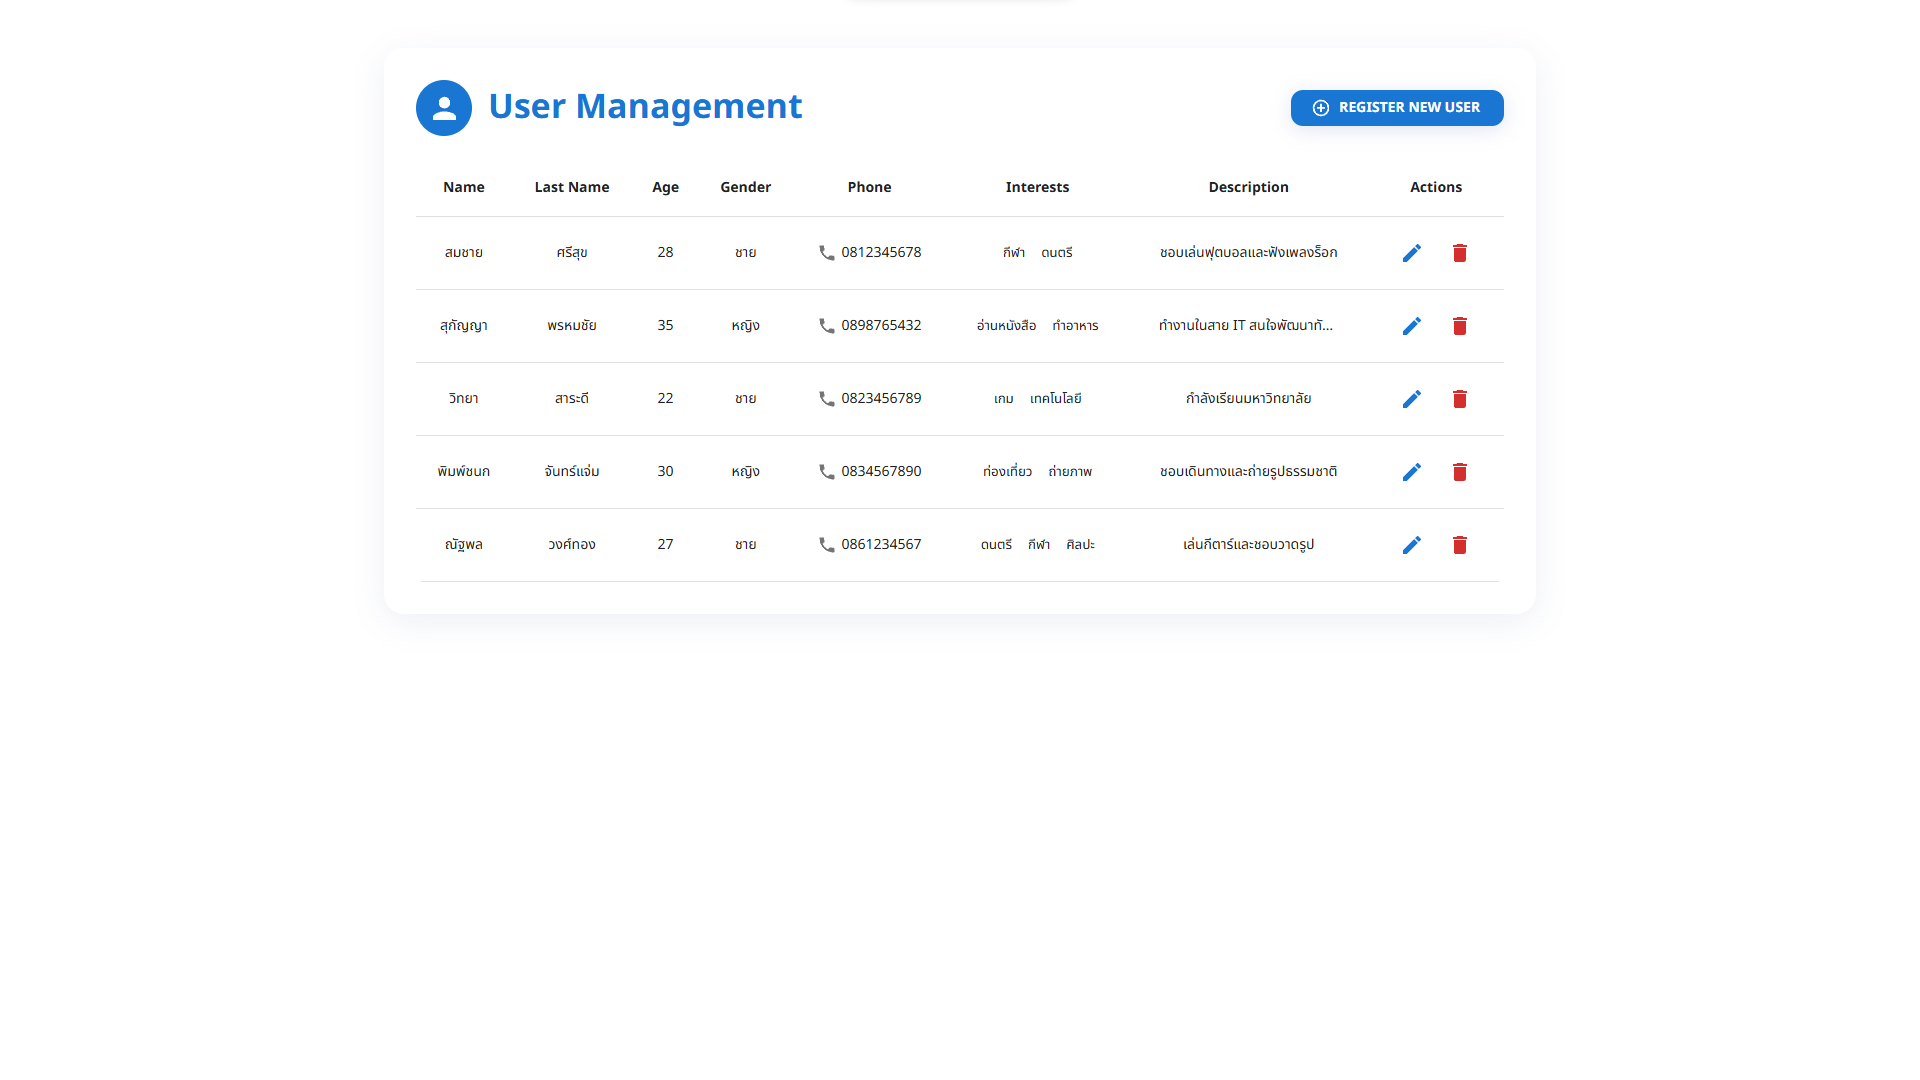 User Management
REGISTER NEW USER
Name Last Name Age Gender Phone Interests Description Actions
สมชาย ศรีสุข 28 ชาย 0812345678 กีฬา ดนตรี ชอบเล่นฟุตบอลและฟังเพลงร็อก
สุกัญญา พรหมชัย 35 หญิง 0898765432 อ่านหนังสือ ทำอาหาร ทำงานในสาย IT สนใจพัฒนาทั...
วิทยา สาระดี 22 ชาย 0823456789 เกม เทคโนโลยี กำลังเรียนมหาวิทยาลัย
พิมพ์ชนก จันทร์แจ่ม 30 หญิง 0834567890 ท่องเที่ยว ถ่ายภาพ ชอบเดินทางและถ่ายรูปธรรมชาติ
ณัฐพล วงศ์ทอง 27 ชาย 0861234567 ดนตรี กีฬา ศิลปะ เล่นกีตาร์และชอบวาดรูป